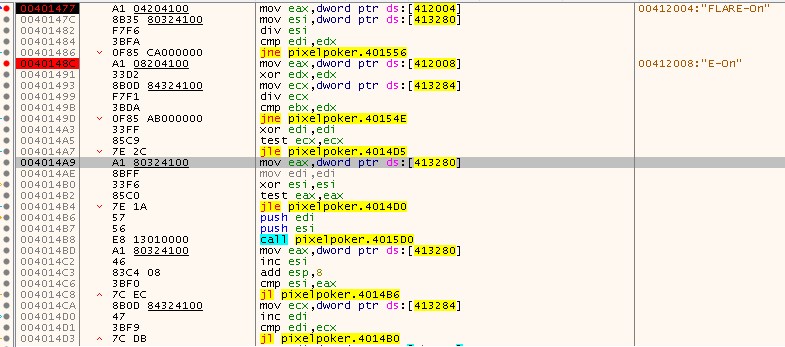 00401477 A1 04204100 mov eax,dword ptr ds:[412004] 00412004:"FLARE-On"
0040147C 8B35 80324100 mov esi,dword ptr ds:[413280]
00401482 F7F6 div esi
00401484 3BFA cmp edi,edx
00401486 0F85 CA000000 jne pixelpoker.401556
0040148C A1 08204100 mov eax,dword ptr ds:[412008] 00412008:"E-On"
00401491 33D2 xor edx,edx
00401493 8B0D 84324100 mov ecx,dword ptr ds:[413284]
00401499 F7F1 div ecx
0040149B 3BDA cmp ebx,edx
0040149D 0F85 AB000000 jne pixelpoker.40154E
004014A3 33FF xor edi,edi
004014A5 85C9 test ecx,ecx
004014A7 7E 2C jle pixelpoker.4014D5
004014A9 A1 80324100 mov eax,dword ptr ds:[413280]
004014AE 8BFF mov edi,edi
004014B0 33F6 xor esi,esi
004014B2 85C0 test eax,eax
004014B4 7E 1A jle pixelpoker.4014D0
004014B6 57 push edi
004014B7 56 push esi
004014B8 E8 13010000 call pixelpoker.4015D0
004014BD A1 80324100 mov eax,dword ptr ds:[413280]
004014C2 46 inc esi
004014C3 83C4 08 add esp,8
004014C6 3BF0 cmp esi,eax
004014C8 7C EC jl pixelpoker.4014B6
004014CA 8B0D 84324100 mov ecx,dword ptr ds:[413284]
004014D0 47 inc edi
004014D1 3BF9 cmp edi,ecx
004014D3 7C DB jl pixelpoker.4014B0